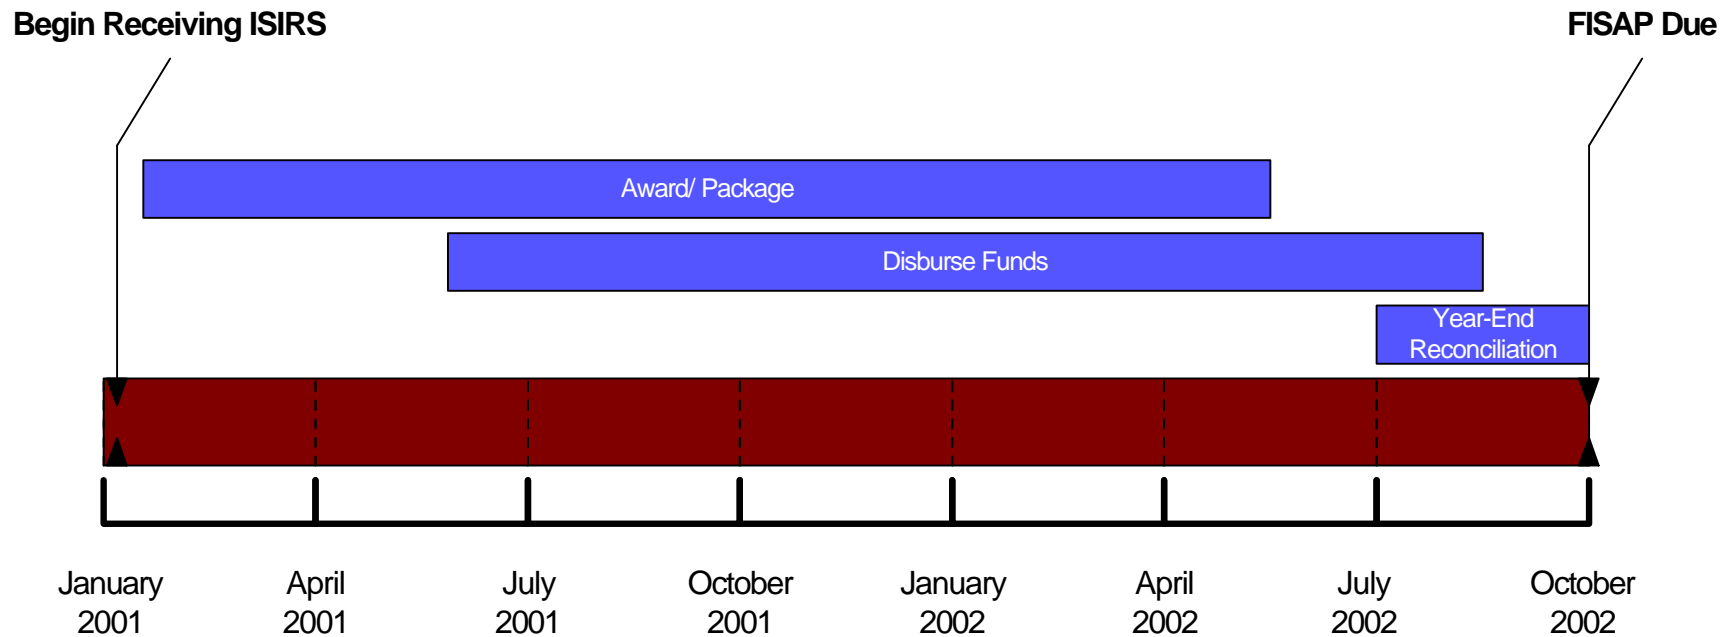 Begin Receiving ISIRS
FISAP Due
Award/ Package
Disburse Funds
Year-End
Reconciliation
January
2001
April
2001
July
2001
October
2001
January
2002
April
2002
July
2002
October
2002